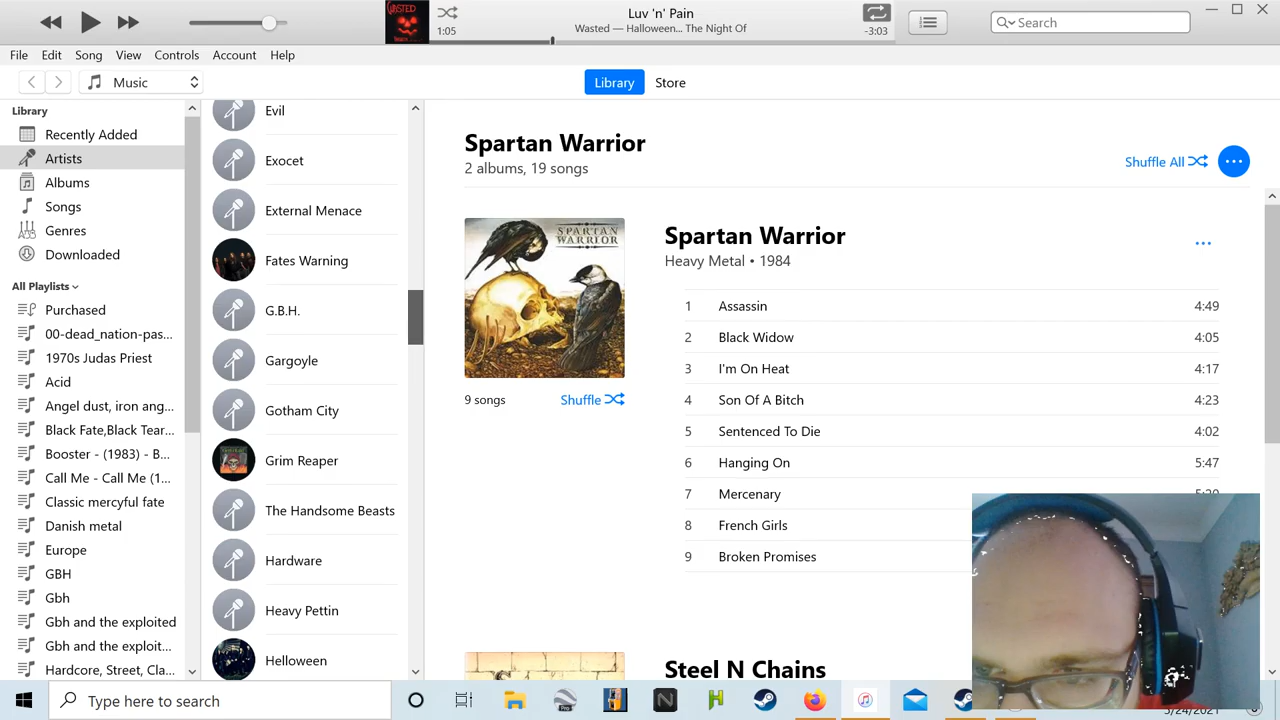 WASTED
Luv 'n' Pain
Wasted — Halloween... The Night Of
1:05
-3:03
Search
File Edit Song View Controls Account Help
Music
Library Store
Library
Recently Added
Artists
Albums
Songs
Genres
Downloaded
All Playlists
Purchased
00-dead_nation-pas...
1970s Judas Priest
Acid
Angel dust, iron ang...
Black Fate,Black Tear...
Booster - (1983) - B...
Call Me - Call Me (1...
Classic mercyful fate
Danish metal
Europe
GBH
Gbh
Gbh and the exploited
Gbh and the exploit...
Hardcore, Street, Cla...
Evil
Exocet
External Menace
Fates Warning
G.B.H.
Gargoyle
Gotham City
Grim Reaper
The Handsome Beasts
Hardware
Heavy Pettin
Helloween
Spartan Warrior
2 albums, 19 songs
Shuffle All
SPARTAN
WARRIOR
9 songs
Shuffle
Spartan Warrior
Heavy Metal • 1984
1 Assassin 4:49
2 Black Widow 4:05
3 I'm On Heat 4:17
4 Son Of A Bitch 4:23
5 Sentenced To Die 4:02
6 Hanging On 5:47
7 Mercenary
8 French Girls
9 Broken Promises
Steel N Chains
Type here to search
Pro
N
H